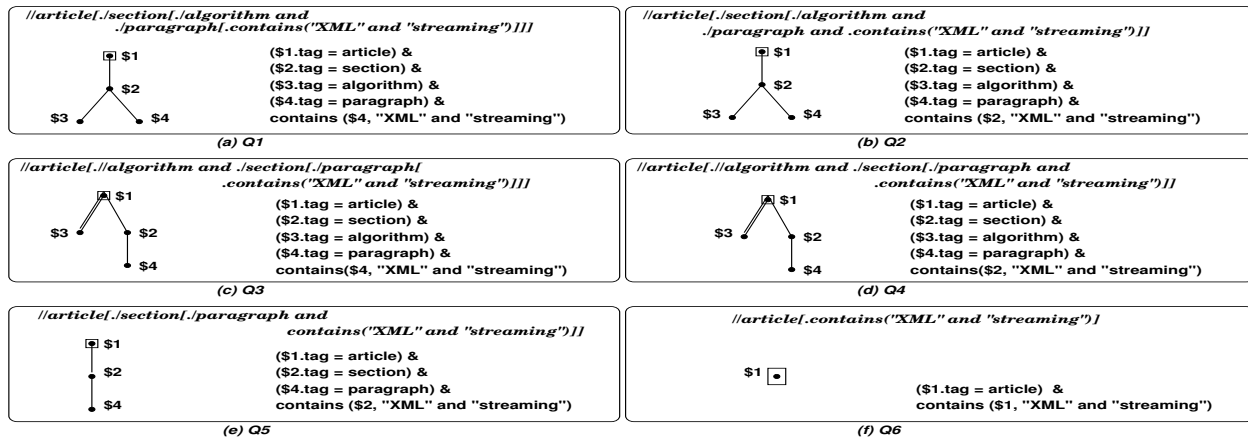 //article[./section[./algorithm and
./paragraph[.contains("XML" and "streaming")]]]
$1
$2
$3
$4
($1.tag = article) &
($2.tag = section) &
($3.tag = algorithm) &
($4.tag = paragraph) &
contains ($4, "XML" and "streaming")
(a) Q1
//article[./section[./algorithm and
./paragraph and .contains("XML" and "streaming")]]
$1
$2
$3
$4
($1.tag = article) &
($2.tag = section) &
($3.tag = algorithm) &
($4.tag = paragraph) &
contains ($2, "XML" and "streaming")
(b) Q2
//article[.//algorithm and ./section[./paragraph[
.contains("XML" and "streaming")]]]
$1
$3
$2
$4
($1.tag = article) &
($2.tag = section) &
($3.tag = algorithm) &
($4.tag = paragraph) &
contains($4, "XML" and "streaming")
(c) Q3
//article[.//algorithm and ./section[./paragraph and
.contains("XML" and "streaming")]]
$1
$3
$2
$4
($1.tag = article) &
($2.tag = section) &
($3.tag = algorithm) &
($4.tag = paragraph) &
contains($2, "XML" and "streaming")
(d) Q4
//article[./section[./paragraph and
contains("XML" and "streaming")]]
$1
$2
$4
($1.tag = article) &
($2.tag = section) &
($4.tag = paragraph) &
contains ($2, "XML" and "streaming")
(e) Q5
//article[.contains("XML" and "streaming")]
$1
($1.tag = article) &
contains ($1, "XML" and "streaming")
(f) Q6